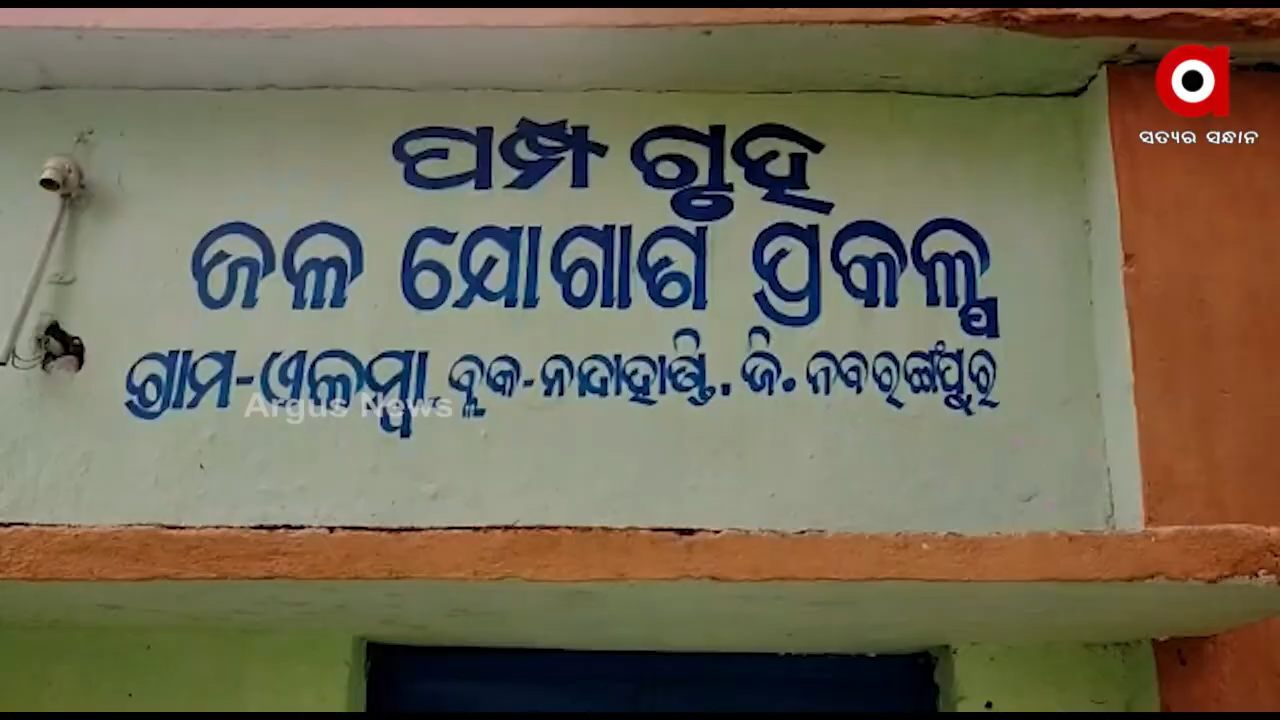 ପମ୍ପ ଗୃହ
ଜଳ ଯୋଗାଣ ପ୍ରକଳ୍ପ
ଗ୍ରାମ-ଏଲମ୍ବା, ବ୍ଲକ-ନନ୍ଦାହାଣ୍ଡି. ଜି. ନବରଙ୍ଗପୁର
Argus News
ସତ୍ୟର ସନ୍ଧାନ